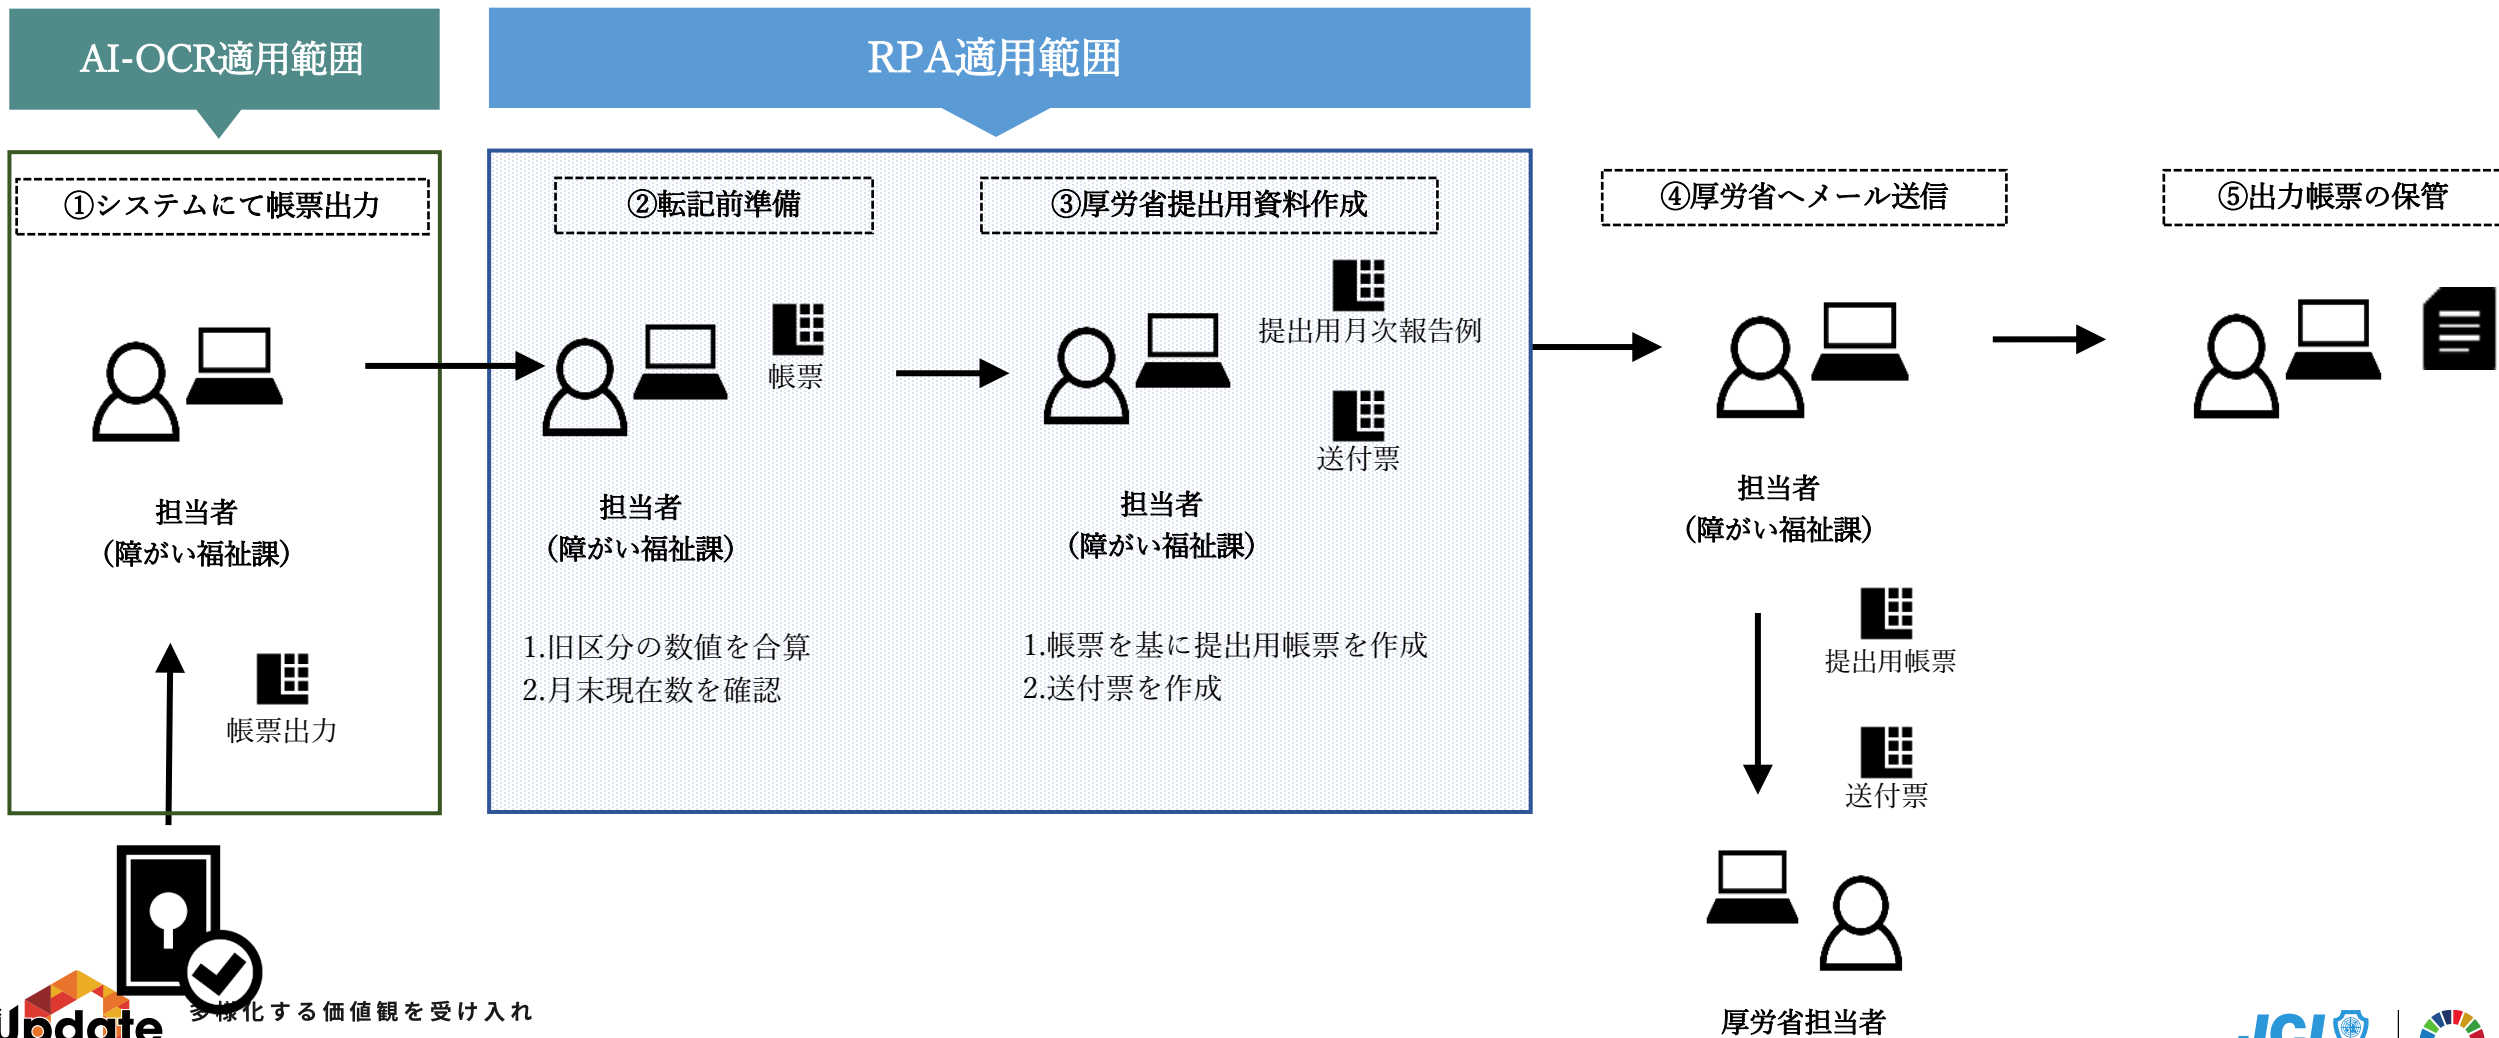 AI-OCR適用範囲
RPA適用範囲
①システムにて帳票出力
②転記前準備
③厚労省提出用資料作成
④厚労省へメール送信
⑤出力帳票の保管
帳票
提出用月次報告例
送付票
担当者
（障がい福祉課）
担当者
（障がい福祉課）
担当者
（障がい福祉課）
担当者
（障がい福祉課）
帳票出力
1.旧区分の数値を合算
2.月末現在数を確認
1.帳票を基に提出用帳票を作成
2.送付票を作成
提出用帳票
送付票
厚労省担当者
Update
多様化する価値観を受け入れ
JCI